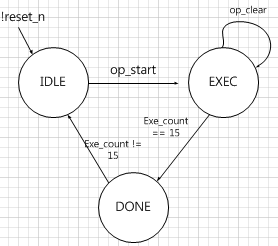 !reset_n
op_clear
IDLE
op_start
EXEC
Exe_count
== 15
Exe_count !=
15
DONE